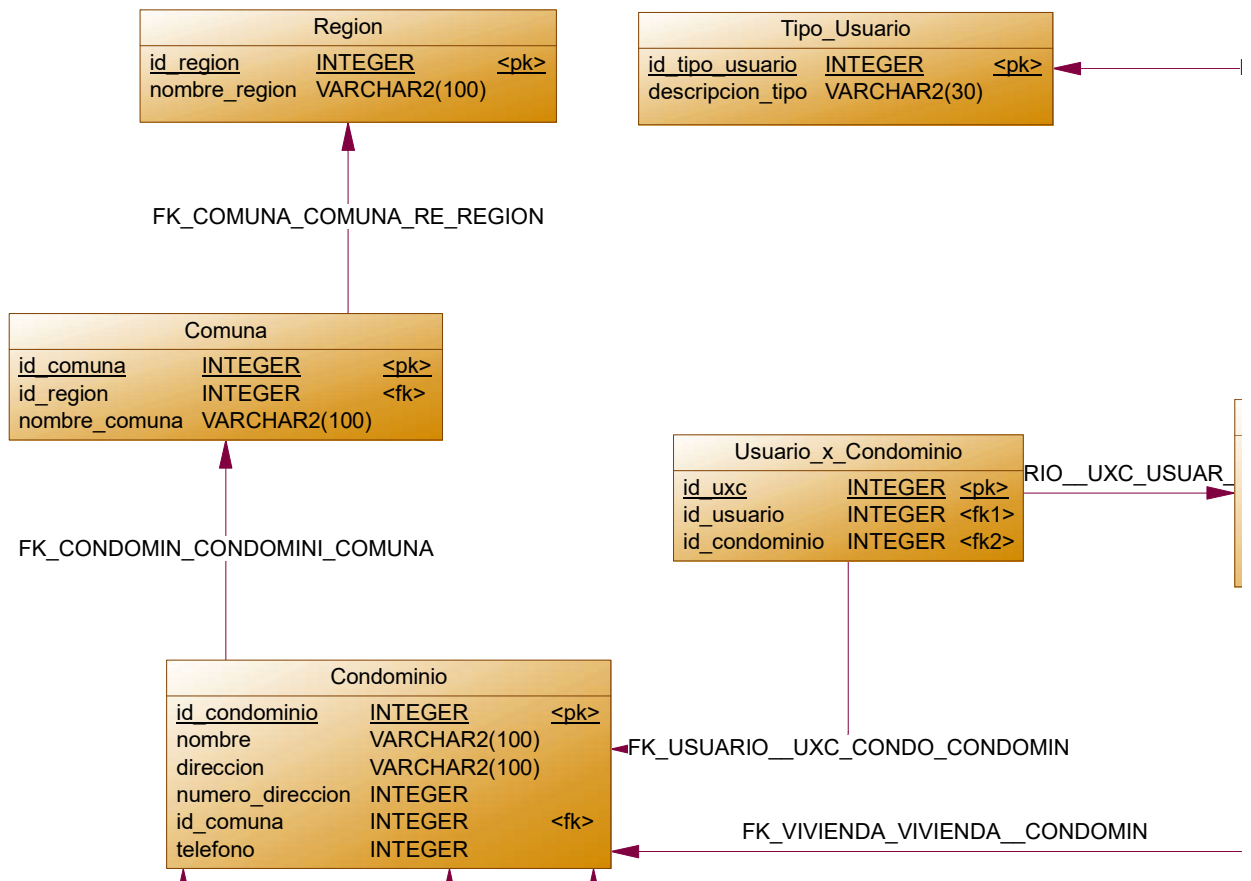 Region
id_region INTEGER <pk>
nombre_region VARCHAR2(100)
Tipo_Usuario
id_tipo_usuario INTEGER <pk>
descripcion_tipo VARCHAR2(30)
FK_COMUNA_COMUNA_RE_REGION
Comuna
id_comuna INTEGER <pk>
id_region INTEGER <fk>
nombre_comuna VARCHAR2(100)
Usuario_x_Condominio
id_uxc INTEGER <pk>
id_usuario INTEGER <fk1>
id_condominio INTEGER <fk2>
RIO__UXC_USUAR_
FK_CONDOMIN_CONDOMINI_COMUNA
Condominio
id_condominio INTEGER <pk>
nombre VARCHAR2(100)
direccion VARCHAR2(100)
numero_direccion INTEGER
id_comuna INTEGER <fk>
telefono INTEGER
FK_USUARIO__UXC_CONDO_CONDOMIN
FK_VIVIENDA_VIVIENDA__CONDOMIN